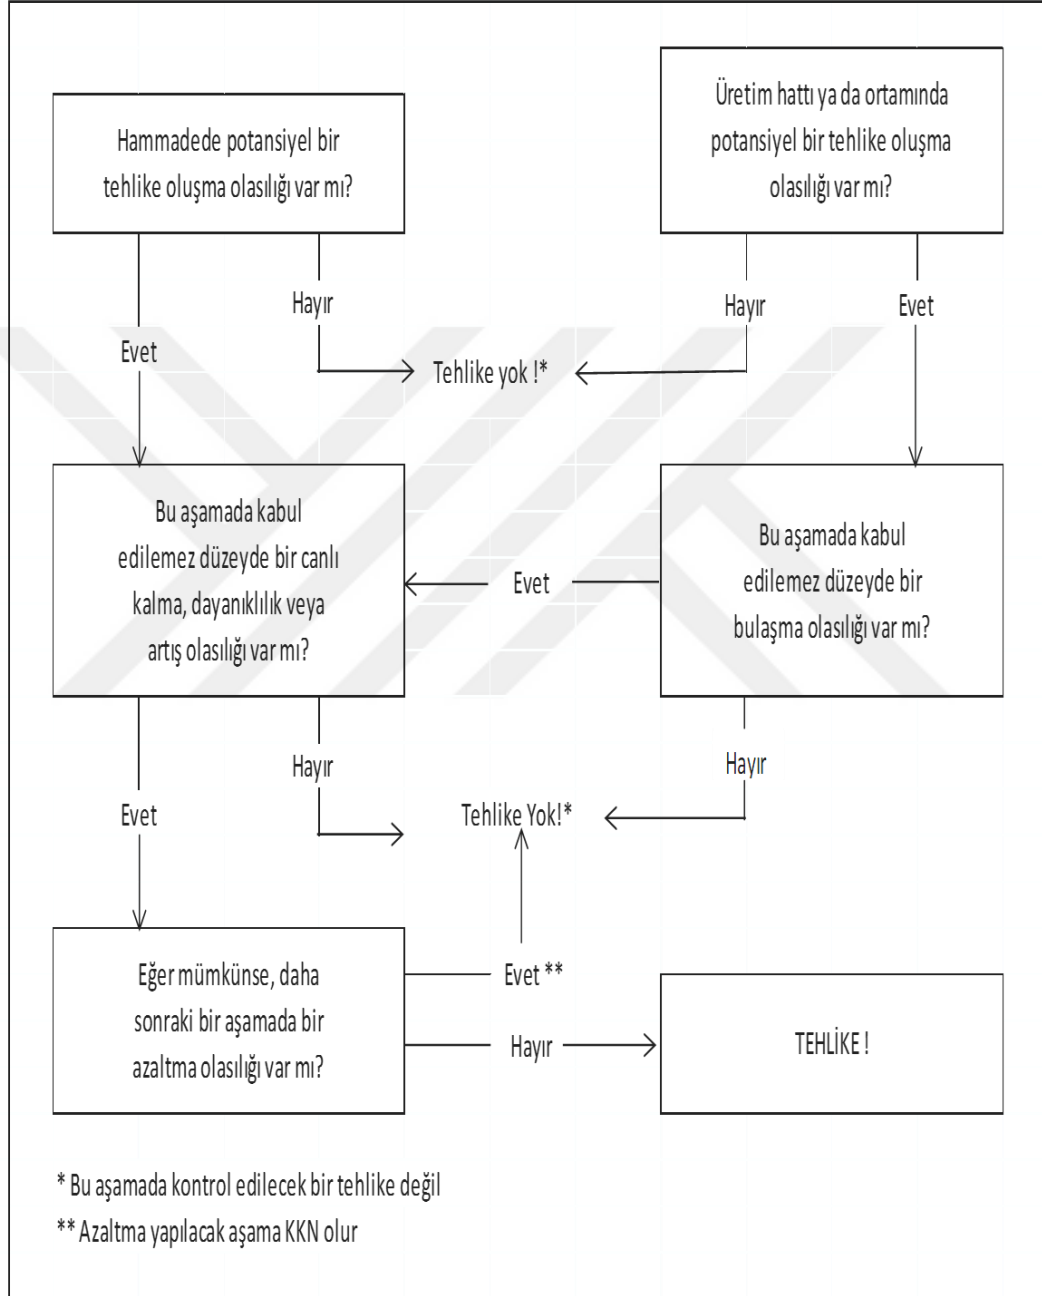 Hammadede potansiyel bir
tehlike oluşma olasılığı var mı?
Üretim hattı ya da ortamında
potansiyel bir tehlike oluşma
olasılığı var mı?
Hayır
Hayır
Evet
Evet
Tehlike yok !*
Bu aşamada kabul
edilemez düzeyde bir canlı
kalma, dayanıklılık veya
artış olasılığı var mı?
Evet
Bu aşamada kabul
edilemez düzeyde bir
bulaşma olasılığı var mı?
Hayır
Hayır
Evet
Tehlike Yok!*
Eğer mümkünse, daha
sonraki bir aşamada bir
azaltma olasılığı var mı?
Evet **
Hayır
TEHLİKE !
* Bu aşamada kontrol edilecek bir tehlike değil
** Azaltma yapılacak aşama KKN olur